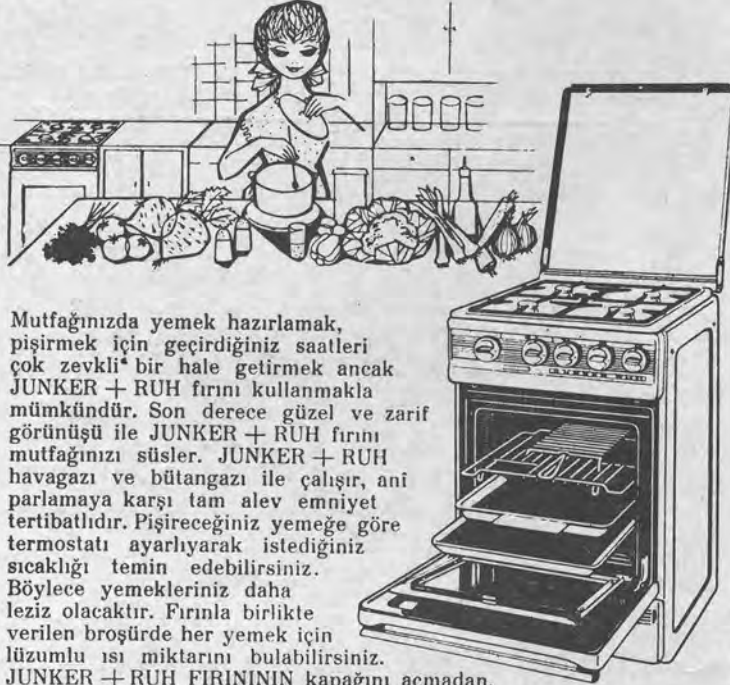 Mutfağınızda yemek hazırlamak,
pişirmek için geçirdiğiniz saatleri
çok zevkli bir hale getirmek ancak
JUNKER + RUH fırını kullanmakla
mümkündür. Son derece güzel ve zarif
görünüşü ile JUNKER + RUH fırını
mutfağınızı süsler. JUNKER + RUH
havagazı ve bütangazı ile çalışır, ani
parlamaya karşı tam alev emniyet
tertibatlıdır. Pişireceğiniz yemeğe göre
termostatı ayarlıyarak istediğiniz
sıcaklığı temin edebilirsiniz.
Böylece yemekleriniz daha
leziz olacaktır. Fırınla birlikte
verilen broşürde her yemek için
lüzumlu ısı miktarını bulabilirsiniz.
JUNKER + RUH FIRINININ kapağını açmadan,